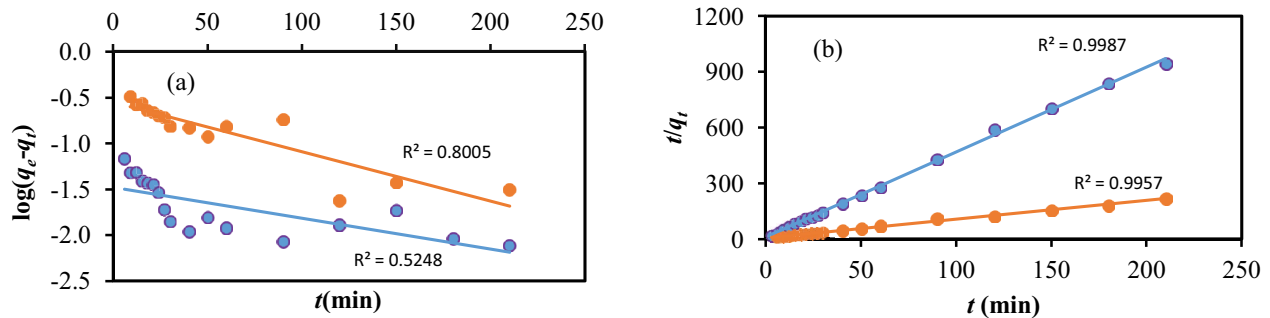 0 50 100 150 200 250
0.0
-0.5
-1.0
-1.5
-2.0
-2.5
log(qe-qt)
(a)
R² = 0.8005
R² = 0.5248
t(min)
1200
900
600
300
0
t/qt
(b)
R² = 0.9987
R² = 0.9957
0 50 100 150 200 250
t (min)